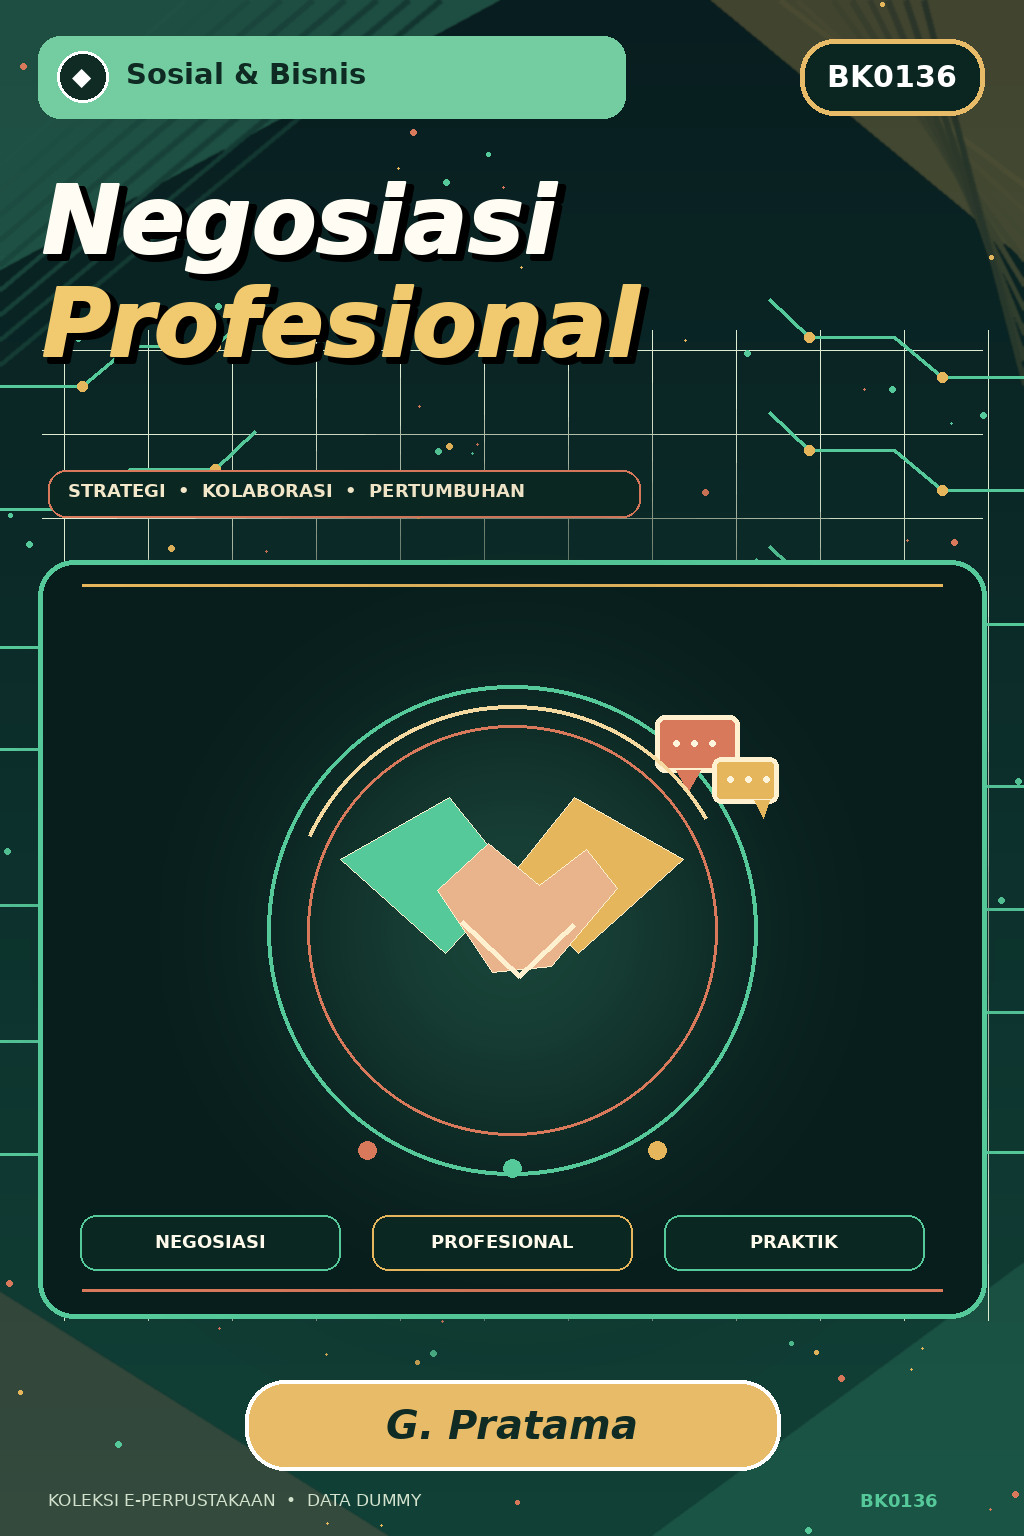 Sosial & Bisnis
BK0136
Negosiasi
Profesional
STRATEGI • KOLABORASI • PERTUMBUHAN
NEGOSIASI
PROFESIONAL
PRAKTIK
G. Pratama
KOLEKSI E-PERPUSTAKAAN • DATA DUMMY
BK0136